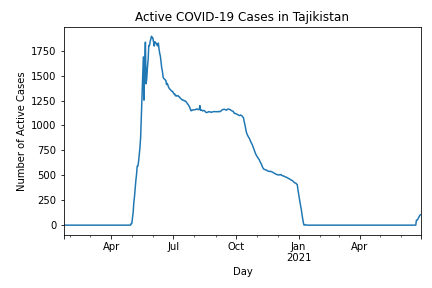 Active COVID-19 Cases in Tajikistan
Number of Active Cases
1750
1500
1250
1000
750
500
250
0
Apr
Jul
Oct
Jan
2021
Apr
Day